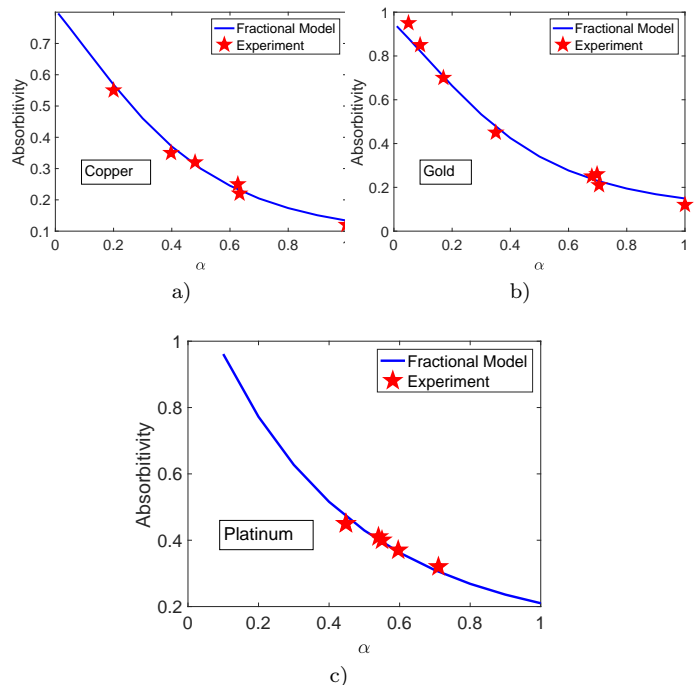 Fractional Model
Experiment
Absorbitivity
0.8
0.7
0.6
0.5
0.4
0.3
0.2
0.1
Copper
0 0.2 0.4 0.6 0.8 1
α
a)
Fractional Model
Experiment
Absorbitivity
1
0.8
0.6
0.4
0.2
0
Gold
0 0.2 0.4 0.6 0.8 1
α
b)
Fractional Model
Experiment
Absorbitivity
1
0.8
0.6
0.4
0.2
Platinum
0 0.2 0.4 0.6 0.8 1
α
c)